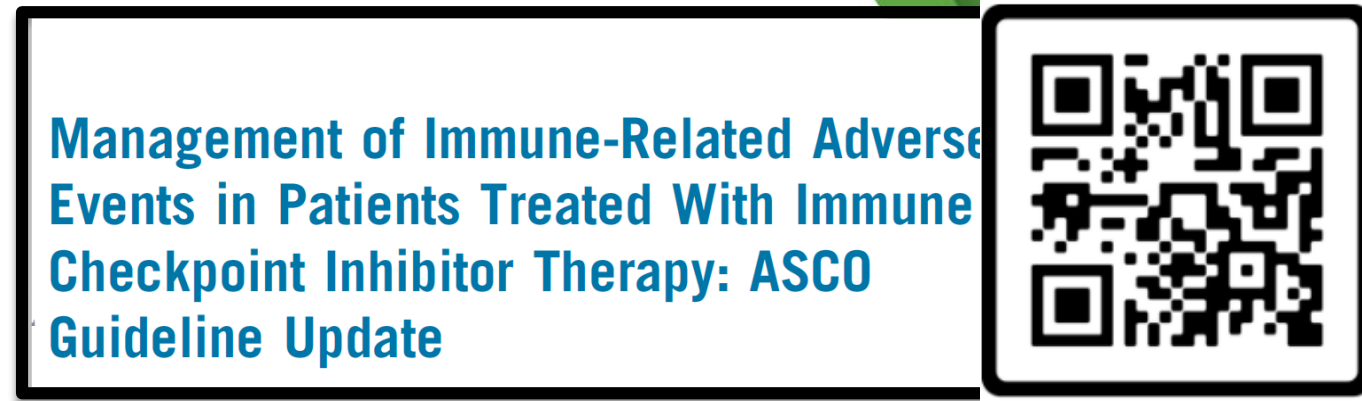 Management of Immune-Related Adverse
Events in Patients Treated With Immune
Checkpoint Inhibitor Therapy: ASCO
Guideline Update